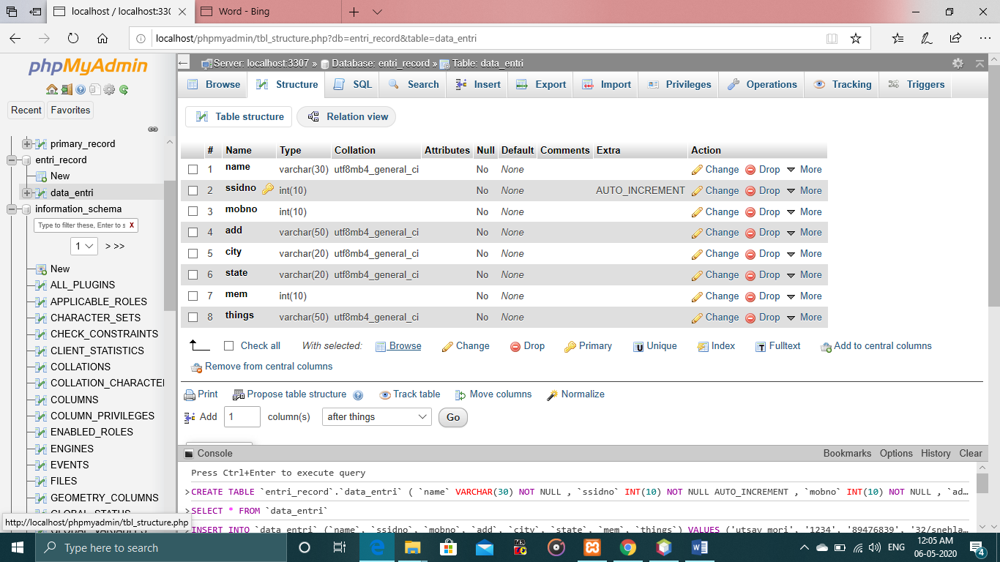 localhost / localhost:330
Word - Bing
localhost/phpmyadmin/tbl_structure.php?db=entri_record&table=data_entri
phpMyAdmin
Recent Favorites
primary_record
entri_record
New
data_entri
information_schema
Type to filter these, Enter to s X
1 > >>
New
ALL_PLUGINS
APPLICABLE_ROLES
CHARACTER_SETS
CHECK_CONSTRAINTS
CLIENT_STATISTICS
COLLATIONS
COLLATION_CHARACTER
COLUMNS
COLUMN_PRIVILEGES
ENABLED_ROLES
ENGINES
EVENTS
FILES
GEOMETRY_COLUMNS
GLOBAL_STATUS
GLOBAL_VARIABLES
http://localhost/phpmyadmin/tbl_structure.php
Server: localhost:3307 » Database: entri_record » Table: data_entri
Browse Structure SQL Search Insert Export Import Privileges Operations Tracking Triggers
Table structure Relation view
# Name Type Collation Attributes Null Default Comments Extra Action
1 name varchar(30) utf8mb4_general_ci No None Change Drop More
2 ssidno int(10) No None AUTO_INCREMENT Change Drop More
3 mobno int(10) No None Change Drop More
4 add varchar(50) utf8mb4_general_ci No None Change Drop More
5 city varchar(20) utf8mb4_general_ci No None Change Drop More
6 state varchar(20) utf8mb4_general_ci No None Change Drop More
7 mem int(10) No None Change Drop More
8 things varchar(50) utf8mb4_general_ci No None Change Drop More
Check all With selected: Browse Change Drop Primary Unique Index Fulltext Add to central columns
Remove from central columns
Print Propose table structure Track table Move columns Normalize
Add 1 column(s) after things Go
Console Bookmarks Options History Clear
Press Ctrl+Enter to execute query
>CREATE TABLE `entri_record`.`data_entri` ( `name` VARCHAR(30) NOT NULL , `ssidno` INT(10) NOT NULL AUTO_INCREMENT , `mobno` INT(10) NOT NULL , `ad…
>SELECT * FROM `data_entri`
INSERT INTO `data_entri` (`name`, `ssidno`, `mobno`, `add`, `city`, `state`, `mem`, `things`) VALUES ('utsav mori', '1234', '89476839', '32/snehla…
Type here to search
ENG
12:05 AM
06-05-2020
4